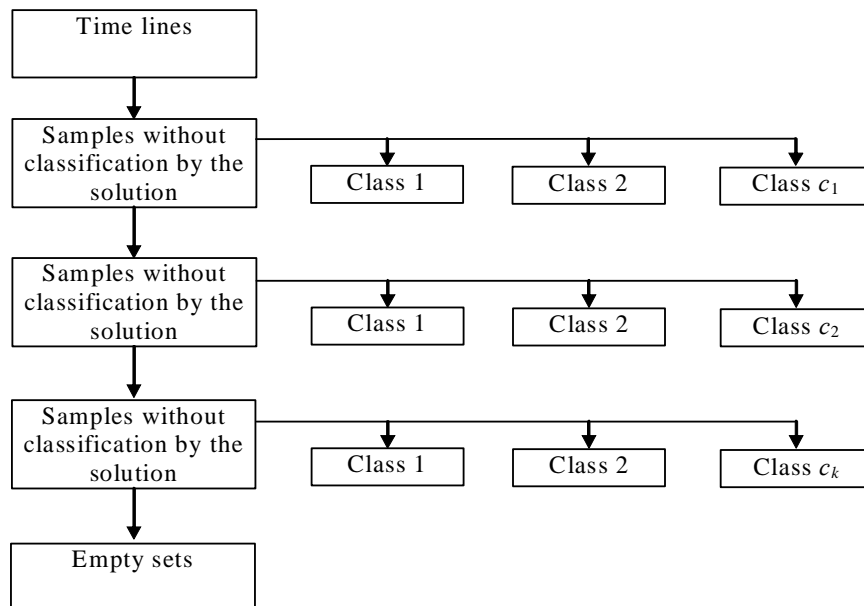 Time lines
Samples without
classification by the
solution
Class 1
Class 2
Class c₁
Samples without
classification by the
solution
Class 1
Class 2
Class c₂
Samples without
classification by the
solution
Class 1
Class 2
Class cₖ
Empty sets